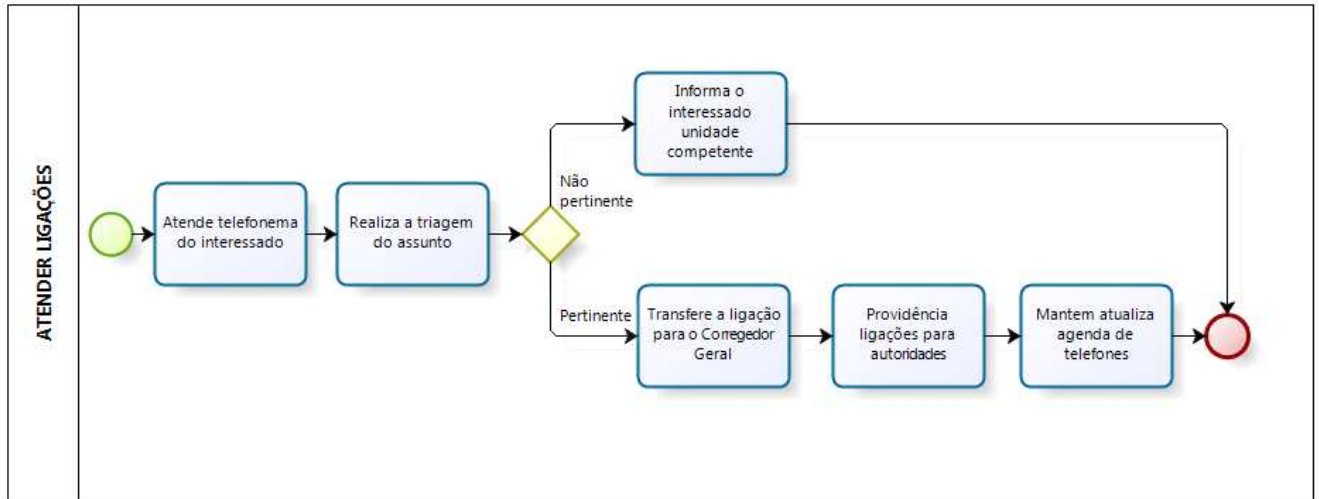 ATENDER LIGAÇÕES
Atende telefonema
do interessado
Realiza a triagem
do assunto
Não
pertinente
Informa o
interessado
unidade
competente
Pertinente
Transfere a ligação
para o Corregedor
Geral
Providência
ligações para
autoridades
Mantem atualiza
agenda de
telefones